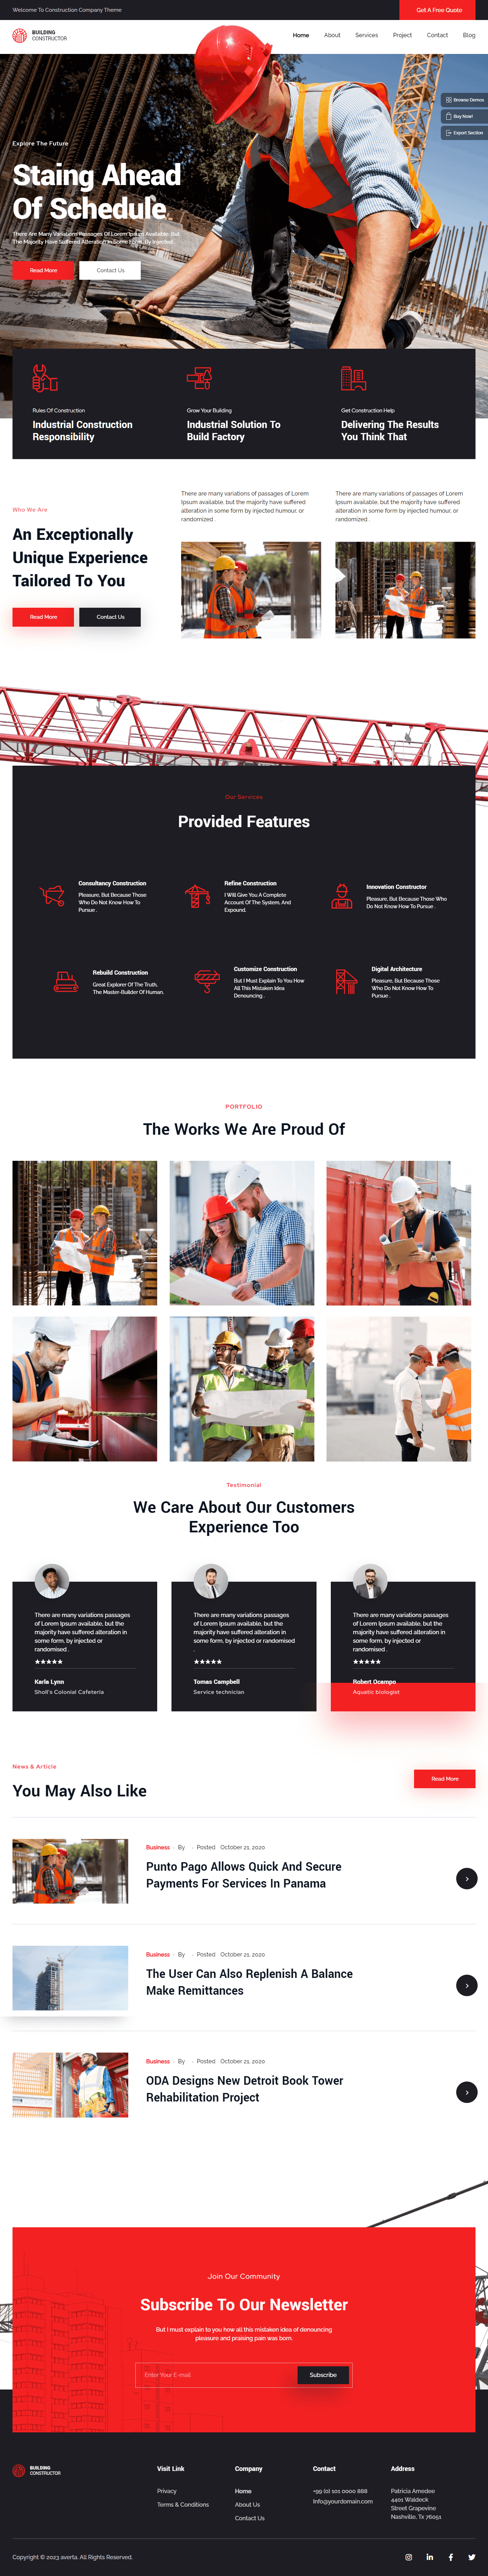 Welcome To Construction Company Theme
Get A Free Quote
BUILDING
CONSTRUCTOR
Home
About
Services
Project
Contact
Blog
Browse Demos
Buy Now!
Export Section
Explore The Future
Staing Ahead
Of Schedule
There Are Many Variations Passages Of Lorem Ipsum Available, But
The Majority Have Suffered Alteration In Some Form, By Injected .
Read More
Contact Us
Rules Of Construction
Industrial Construction
Responsibility
Grow Your Building
Industrial Solution To
Build Factory
Get Construction Help
Delivering The Results
You Think That
Who We Are
An Exceptionally
Unique Experience
Tailored To You
Read More
Contact Us
There are many variations of passages of Lorem
Ipsum available, but the majority have suffered
alteration in some form by injected humour, or
randomized .
There are many variations of passages of Lorem
Ipsum available, but the majority have suffered
alteration in some form by injected humour, or
randomized .
Our Services
Provided Features
Consultancy Construction
Pleasure, But Because Those
Who Do Not Know How To
Pursue .
Refine Construction
I Will Give You A Complete
Account Of The System, And
Expound.
Innovation Constructor
Pleasure, But Because Those Who
Do Not Know How To Pursue .
Rebuild Construction
Great Explorer Of The Truth,
The Master-Builder Of Human.
Customize Construction
But I Must Explain To You How
All This Mistaken Idea
Denouncing .
Digital Architecture
Pleasure, But Because Those
Who Do Not Know How To
Pursue .
PORTFOLIO
The Works We Are Proud Of
Testimonial
We Care About Our Customers
Experience Too
There are many variations passages
of Lorem Ipsum available, but the
majority have suffered alteration in
some form, by injected or
randomised .
★★★★★
Karla Lynn
Sholl's Colonial Cafeteria
There are many variations passages
of Lorem Ipsum available, but the
majority have suffered alteration in
some form, by injected or randomised
.
★★★★★
Tomas Campbell
Service technician
There are many variations passages
of Lorem Ipsum available, but the
majority have suffered alteration in
some form, by injected or
randomised .
★★★★★
Robert Ocampo
Aquatic biologist
News & Article
You May Also Like
Read More
Business - By - Posted October 21, 2020
Punto Pago Allows Quick And Secure
Payments For Services In Panama
Business - By - Posted October 21, 2020
The User Can Also Replenish A Balance
Make Remittances
Business - By - Posted October 21, 2020
ODA Designs New Detroit Book Tower
Rehabilitation Project
Join Our Community
Subscribe To Our Newsletter
But I must explain to you how all this mistaken idea of denouncing
pleasure and praising pain was born.
Enter Your E-mail
Subscribe
BUILDING
CONSTRUCTOR
Visit Link
Privacy
Terms & Conditions
Company
Home
About Us
Contact Us
Contact
+99 (0) 101 0000 888
Info@yourdomain.com
Address
Patricia Amedee
4401 Waldeck
Street Grapevine
Nashville, Tx 76051
Copyright © 2023 averta. All Rights Reserved.